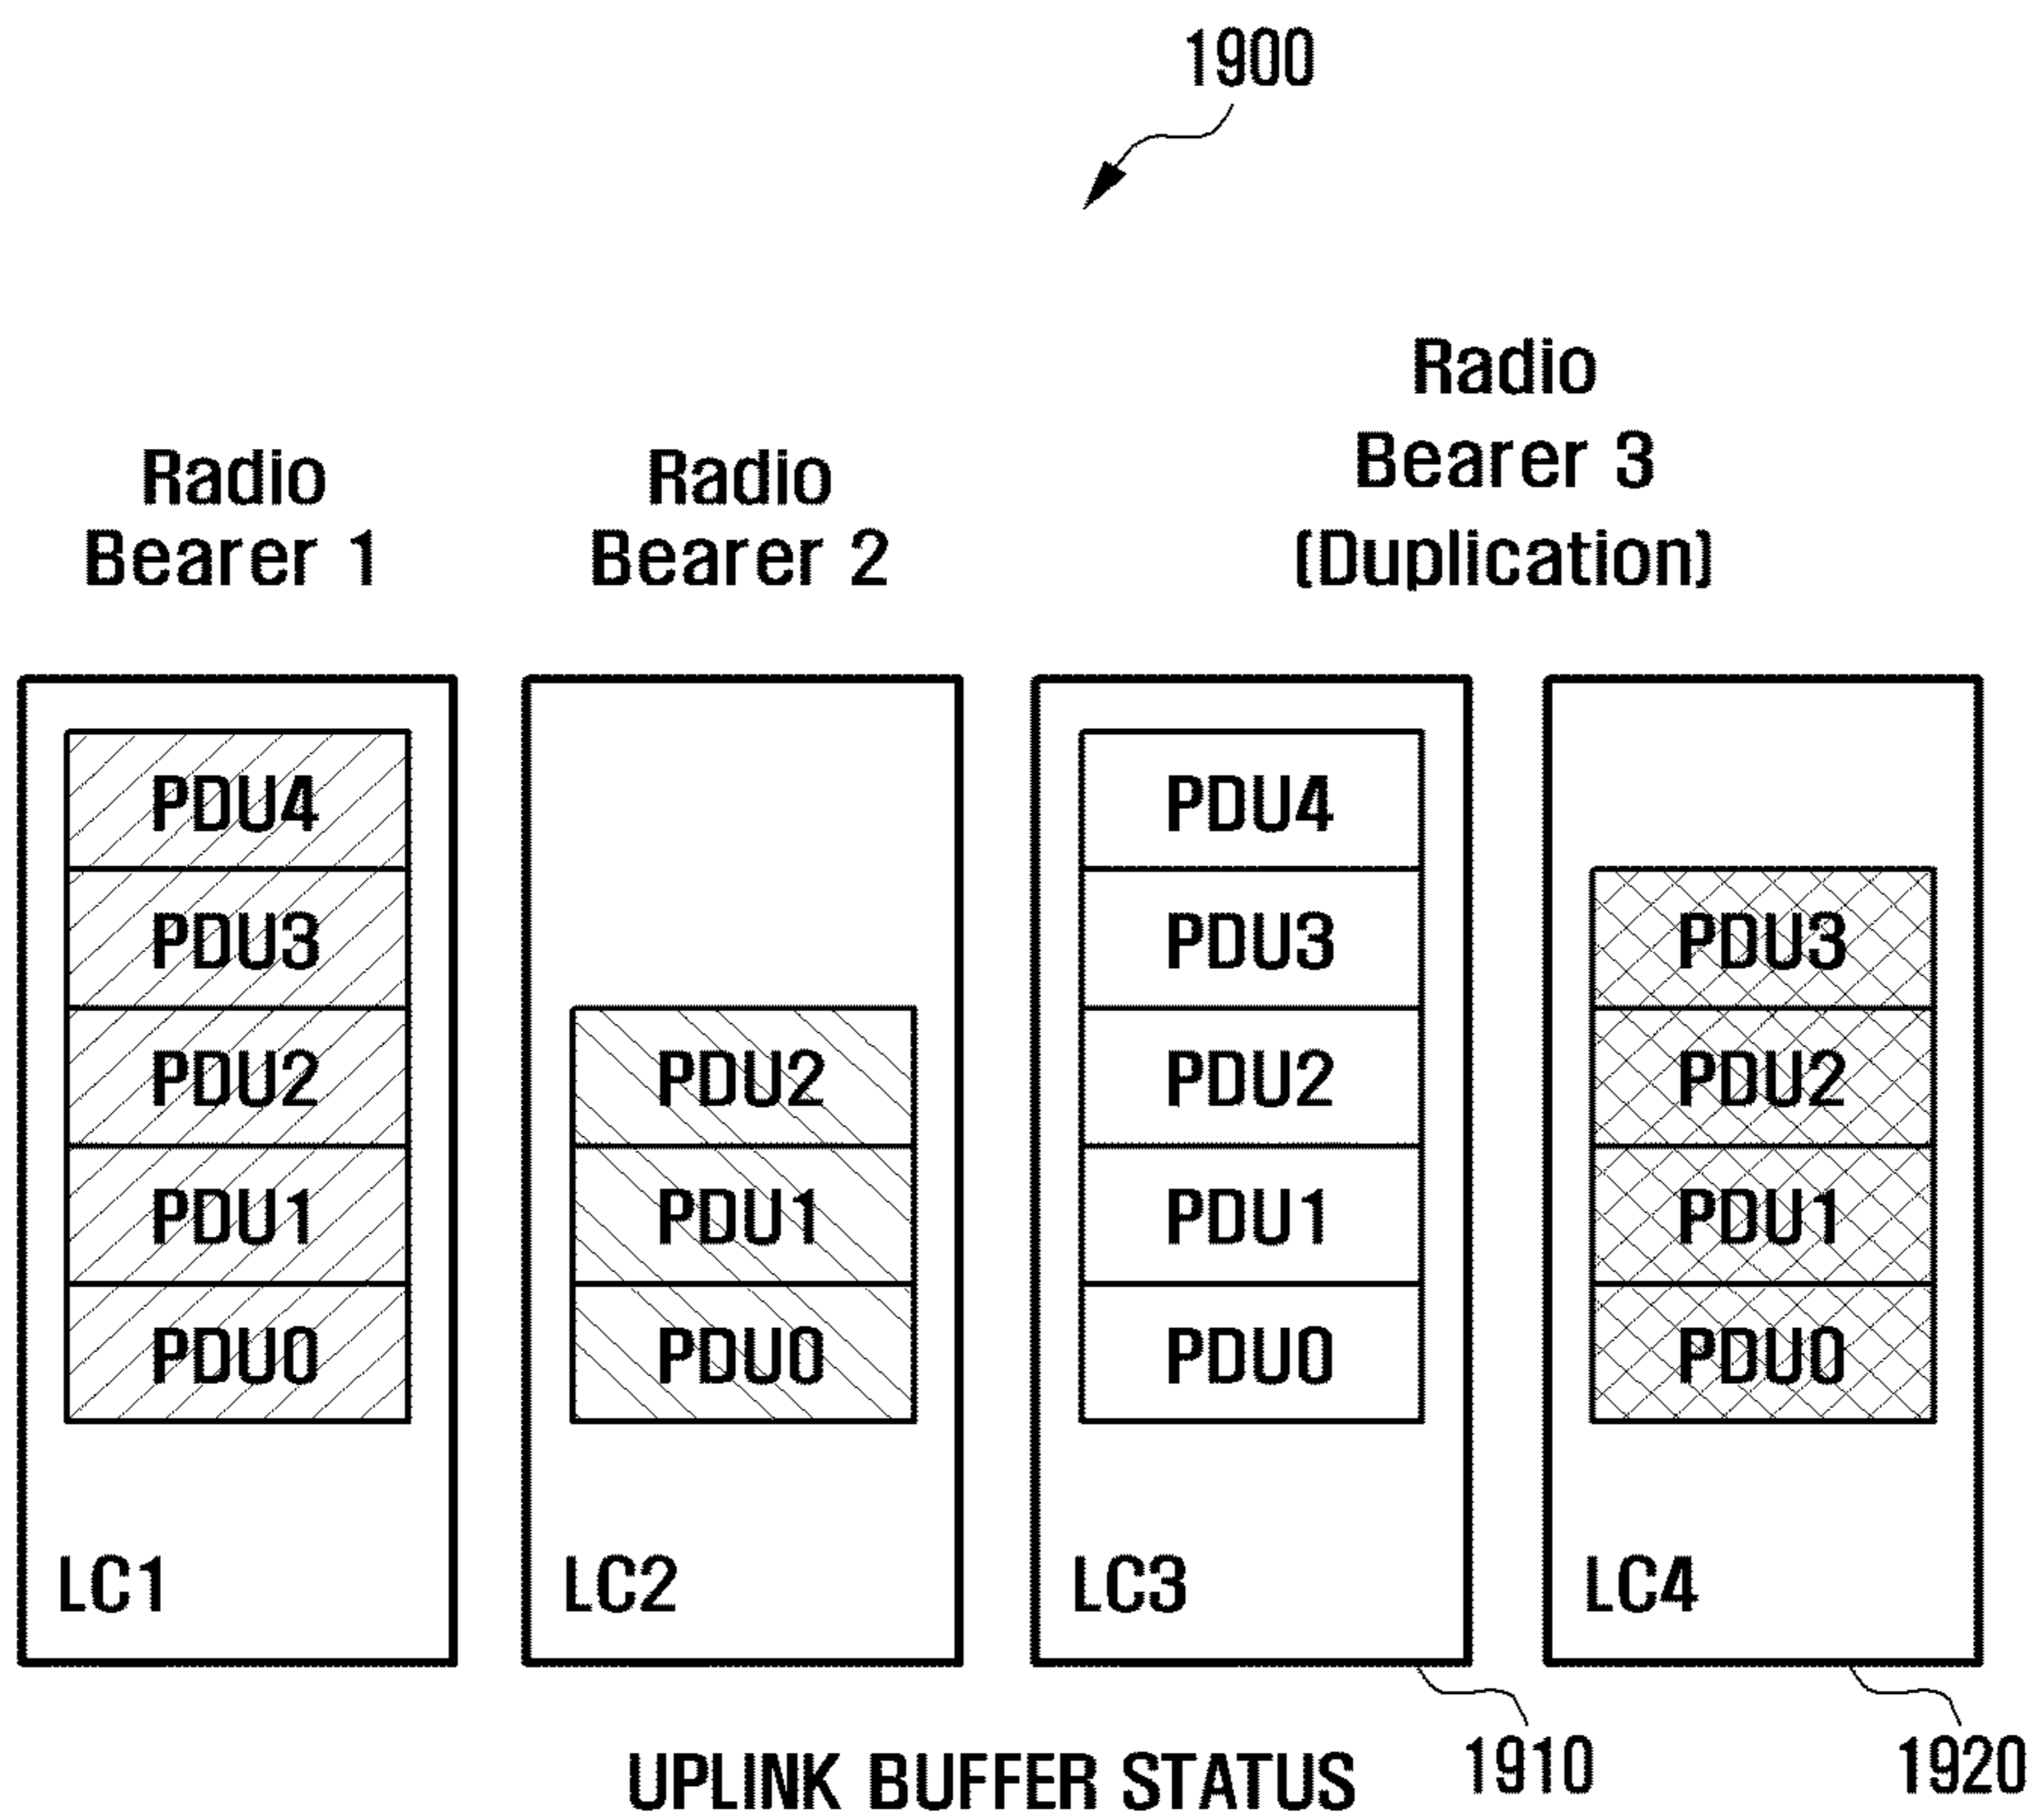 1900
Radio
Bearer 1
Radio
Bearer 2
Radio
Bearer 3
(Duplication)
PDU4
PDU3
PDU2
PDU1
PDU0
LC1
PDU2
PDU1
PDU0
LC2
PDU4
PDU3
PDU2
PDU1
PDU0
LC3
PDU3
PDU2
PDU1
PDU0
LC4
1910
1920
UPLINK BUFFER STATUS